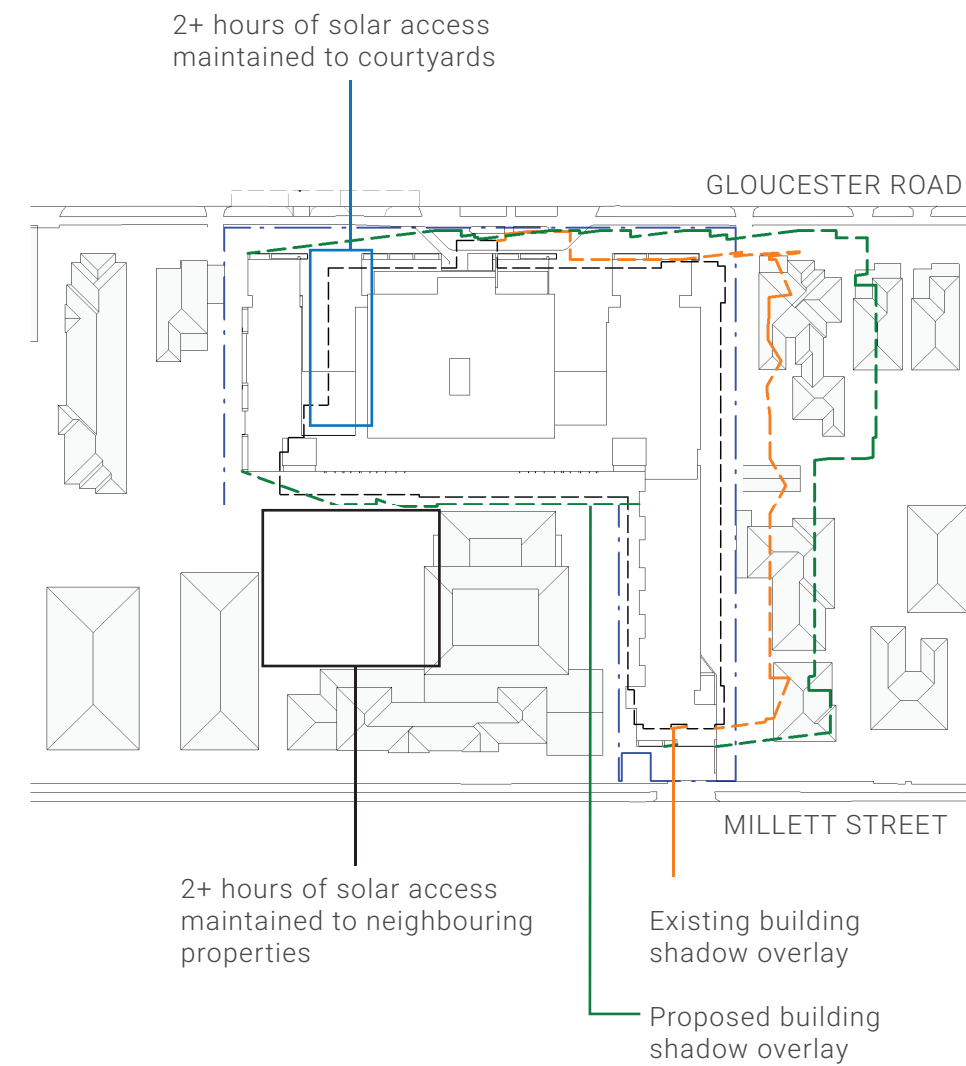 2+ hours of solar access
maintained to courtyards
GLOUCESTER ROAD
MILLETT STREET
2+ hours of solar access
maintained to neighbouring
properties
Existing building
shadow overlay
Proposed building
shadow overlay